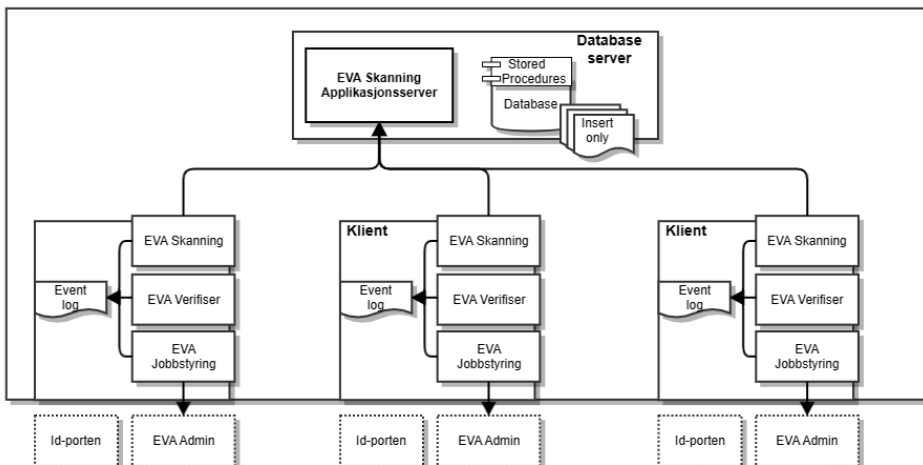 Database
server
EVA Skanning
Applikasjonsserver
Stored
Procedures
Database
Insert
only
EVA Skanning
Event
log
EVA Verifiser
EVA
Jobbstyring
Klient
EVA Skanning
Event
log
EVA Verifiser
EVA
Jobbstyring
Klient
EVA Skanning
Event
log
EVA Verifiser
EVA
Jobbstyring
Id-porten
EVA Admin
Id-porten
EVA Admin
Id-porten
EVA Admin